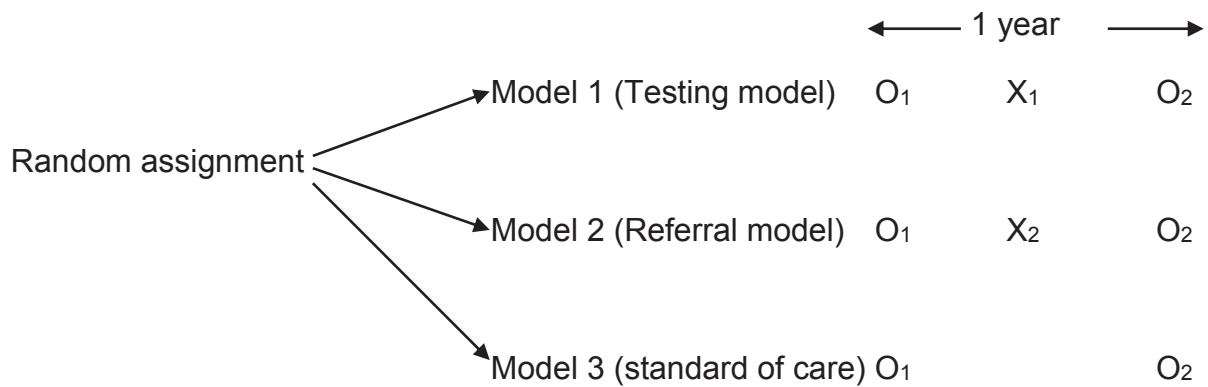 1 year
Model 1 (Testing model) O₁ X₁ O₂
Random assignment
Model 2 (Referral model) O₁ X₂ O₂
Model 3 (standard of care) O₁ O₂